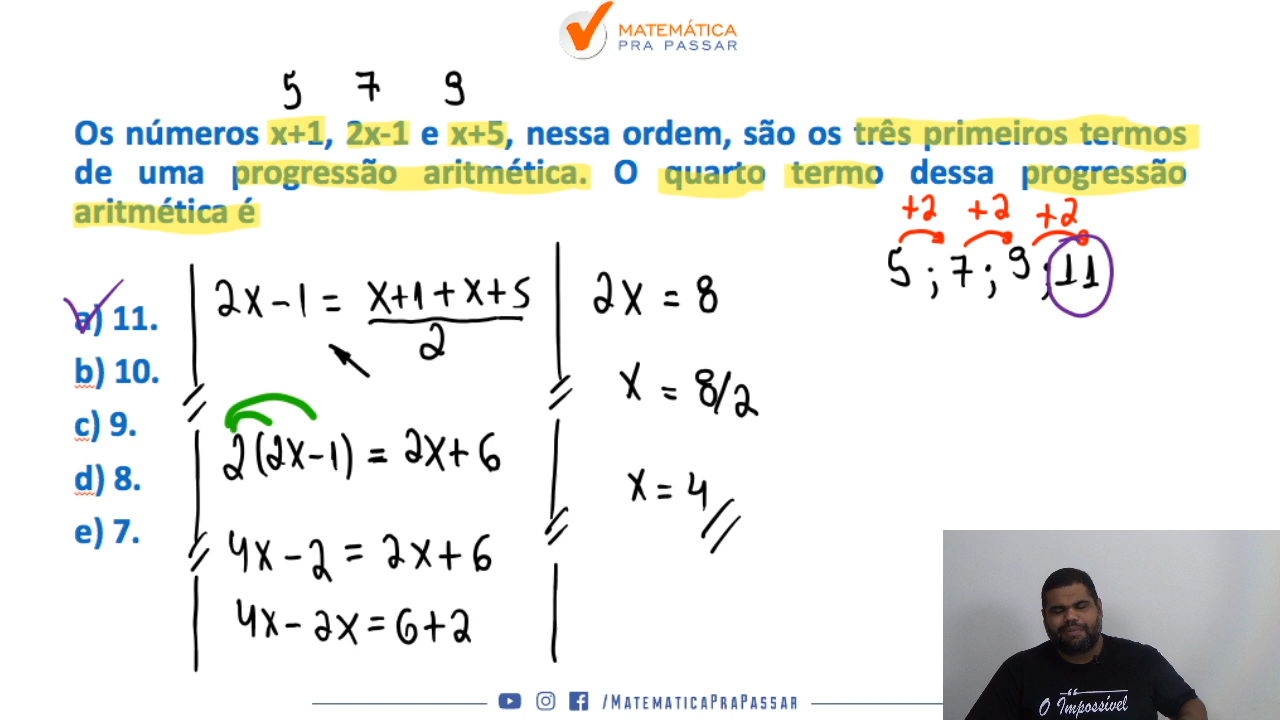 MATEMÁTICA
PRA PASSAR
5 7 9
Os números x+1, 2x-1 e x+5, nessa ordem, são os três primeiros termos
de uma progressão aritmética. O quarto termo dessa progressão
aritmética é
+2 +2 +2
5 ; 7 ; 9 ; 11
a) 11.
b) 10.
c) 9.
d) 8.
e) 7.
2x-1 = x+1+x+5
2
2(2x-1) = 2x+6
4x-2 = 2x+6
4x-2x=6+2
2x = 8
x = 8/2
x = 4
O Impossível
/MatematicaPraPassar